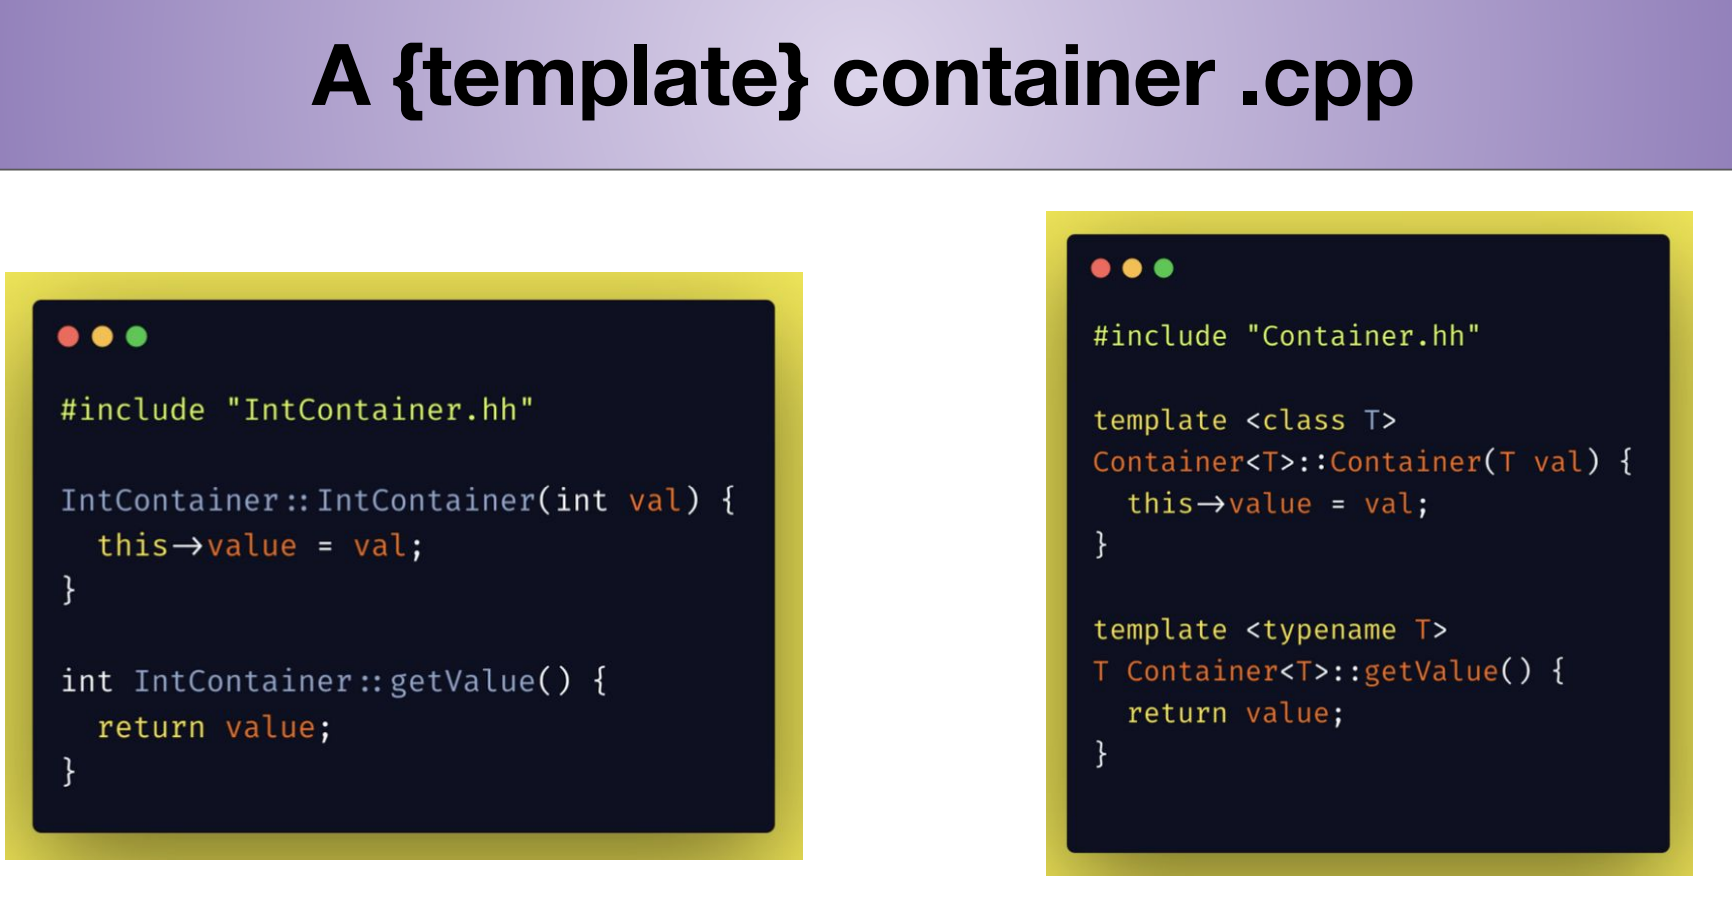 A {template} container .cpp
#include "IntContainer.hh"
IntContainer::IntContainer(int val) {
this→value = val;
}
int IntContainer::getValue() {
return value;
}
#include "Container.hh"
template <class T>
Container<T>::Container(T val) {
this→value = val;
}
template <typename T>
T Container<T>::getValue() {
return value;
}